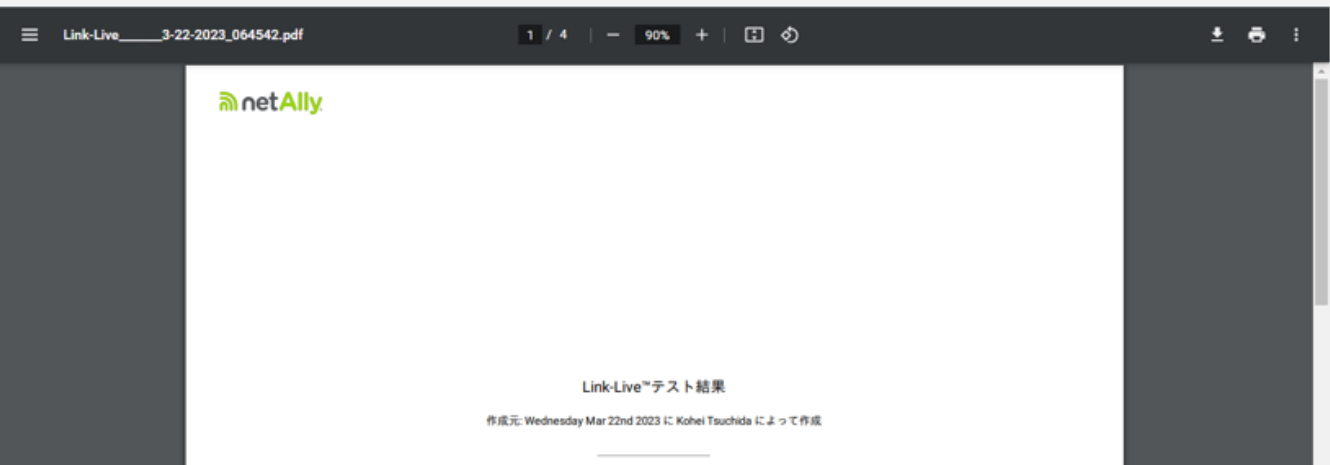 Link-Live______3-22-2023_064542.pdf
1 / 4
90%
netAlly
Link-Live™テスト結果
作成元: Wednesday Mar 22nd 2023 に Kohei Tsuchida によって作成